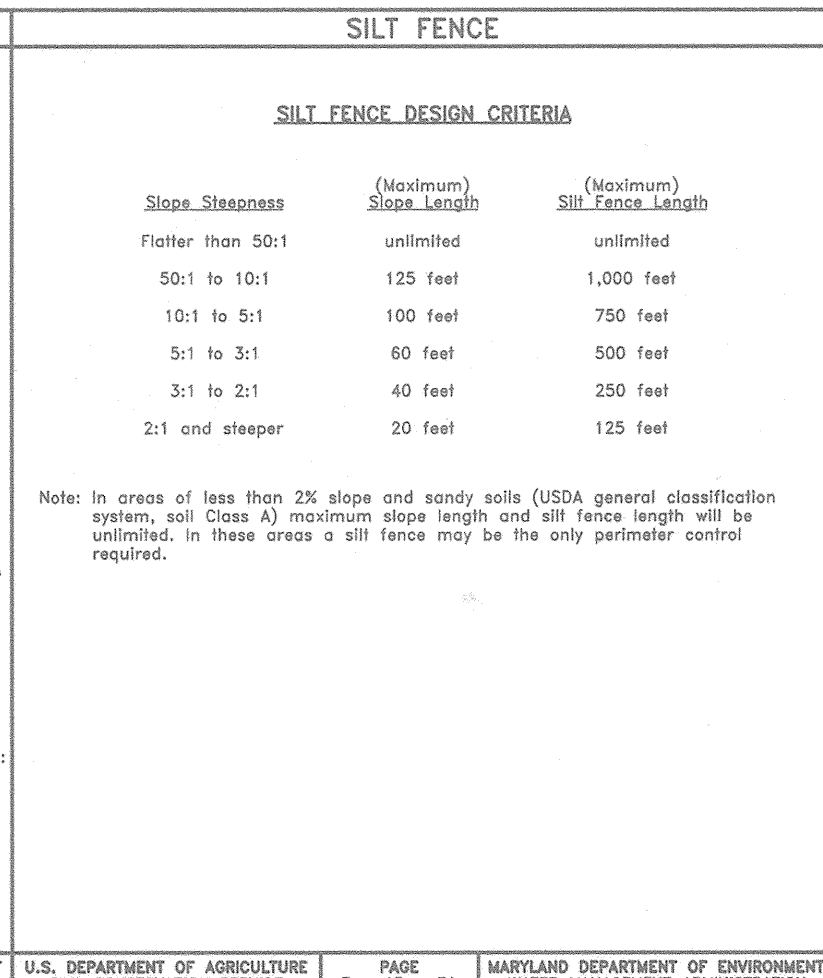 SILT FENCE
SILT FENCE DESIGN CRITERIA
Slope Steepness (Maximum) Slope Length (Maximum) Silt Fence Length
Flatter than 50:1 unlimited unlimited
50:1 to 10:1 125 feet 1,000 feet
10:1 to 5:1 100 feet 750 feet
5:1 to 3:1 60 feet 500 feet
3:1 to 2:1 40 feet 250 feet
2:1 and steeper 20 feet 125 feet
Note: In areas of less than 2% slope and sandy soils (USDA general classification
system, soil Class A) maximum slope length and silt fence length will be
unlimited. In these areas a silt fence may be the only perimeter control
required.
U.S. DEPARTMENT OF AGRICULTURE PAGE MARYLAND DEPARTMENT OF ENVIRONMENT